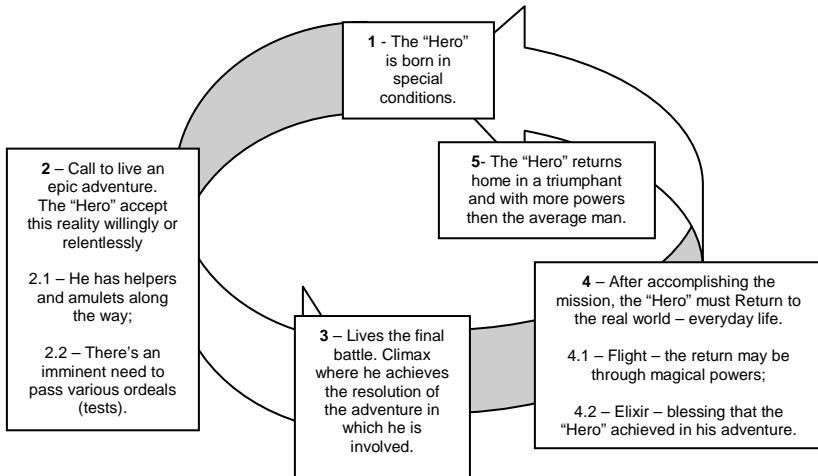 1 - The “Hero”
is born in
special
conditions.
2 – Call to live an
epic adventure.
The “Hero” accept
this reality willingly or
relentlessly
2.1 – He has helpers
and amulets along
the way;
2.2 – There’s an
imminent need to
pass various ordeals
(tests).
3 – Lives the final
battle. Climax
where he achieves
the resolution of
the adventure in
which he is
involved.
4 – After accomplishing the
mission, the “Hero” must Return to
the real world – everyday life.
4.1 – Flight – the return may be
through magical powers;
4.2 – Elixir – blessing that the
“Hero” achieved in his adventure.
5- The “Hero” returns
home in a triumphant
and with more powers
then the average man.